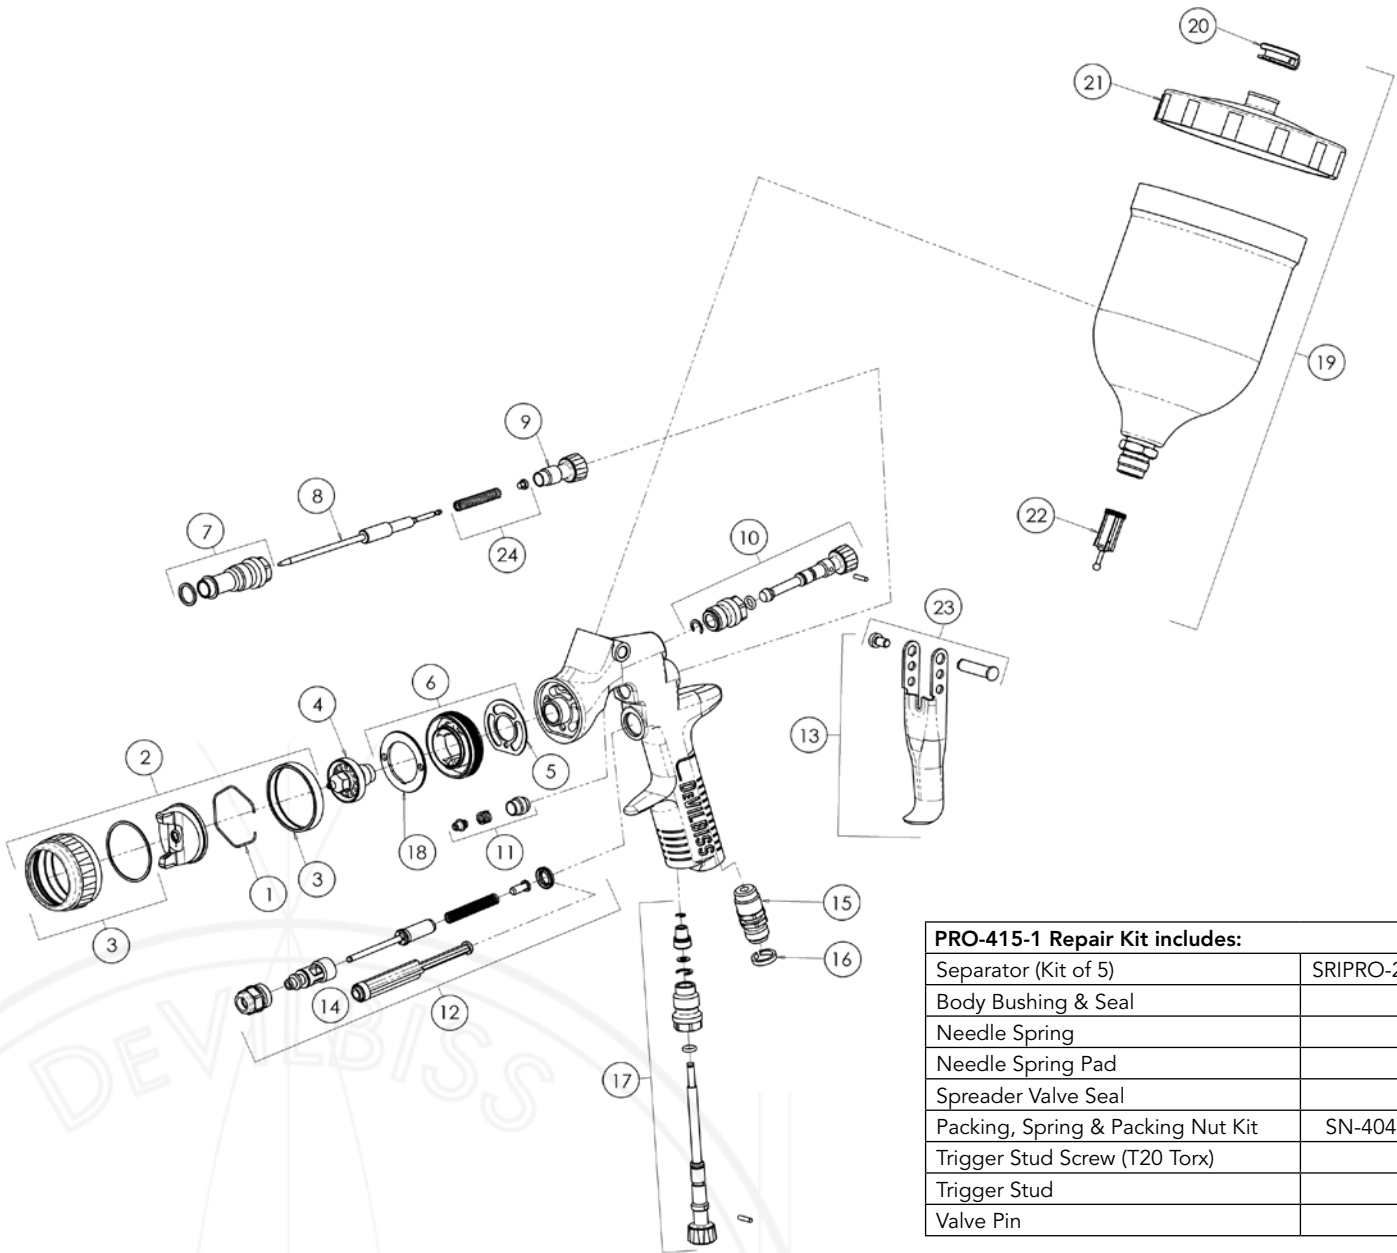 20
21
19
9
8
7
24
22
10
23
6
4
13
2
5
18
11
1
3
3
15
16
14
12
17
DEVILBISS
DEVILBISS
PRO-415-1 Repair Kit includes:
Separator (Kit of 5) SRIPRO-2
Body Bushing & Seal
Needle Spring
Needle Spring Pad
Spreader Valve Seal
Packing, Spring & Packing Nut Kit SN-404
Trigger Stud Screw (T20 Torx)
Trigger Stud
Valve Pin